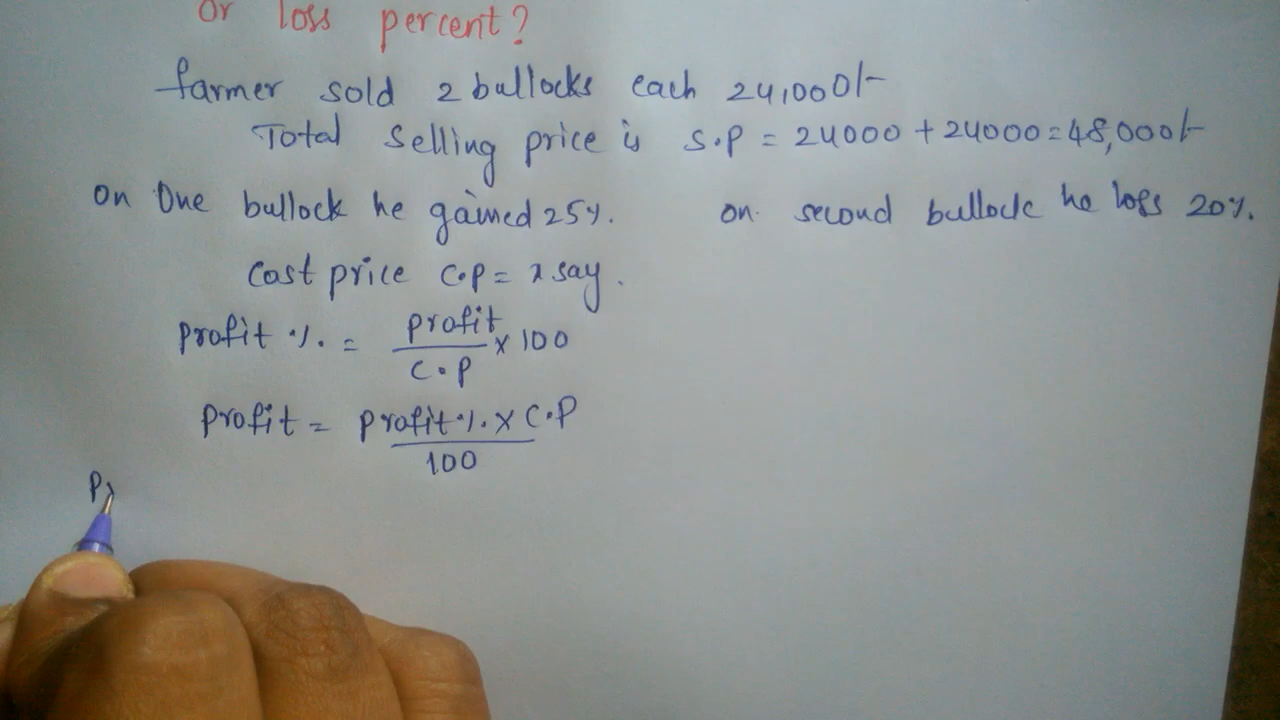 Or loss percent?
farmer sold 2 bullocks each 24,000/-
Total selling price is S.P = 24000 + 24000 = 48,000/-
on One bullock he gained 25%. on second bullock he loss 20%.
Cost price C.P = x say.
Profit %. = profit/C.P x 100
Profit = profit %. x C.P/100
Pr